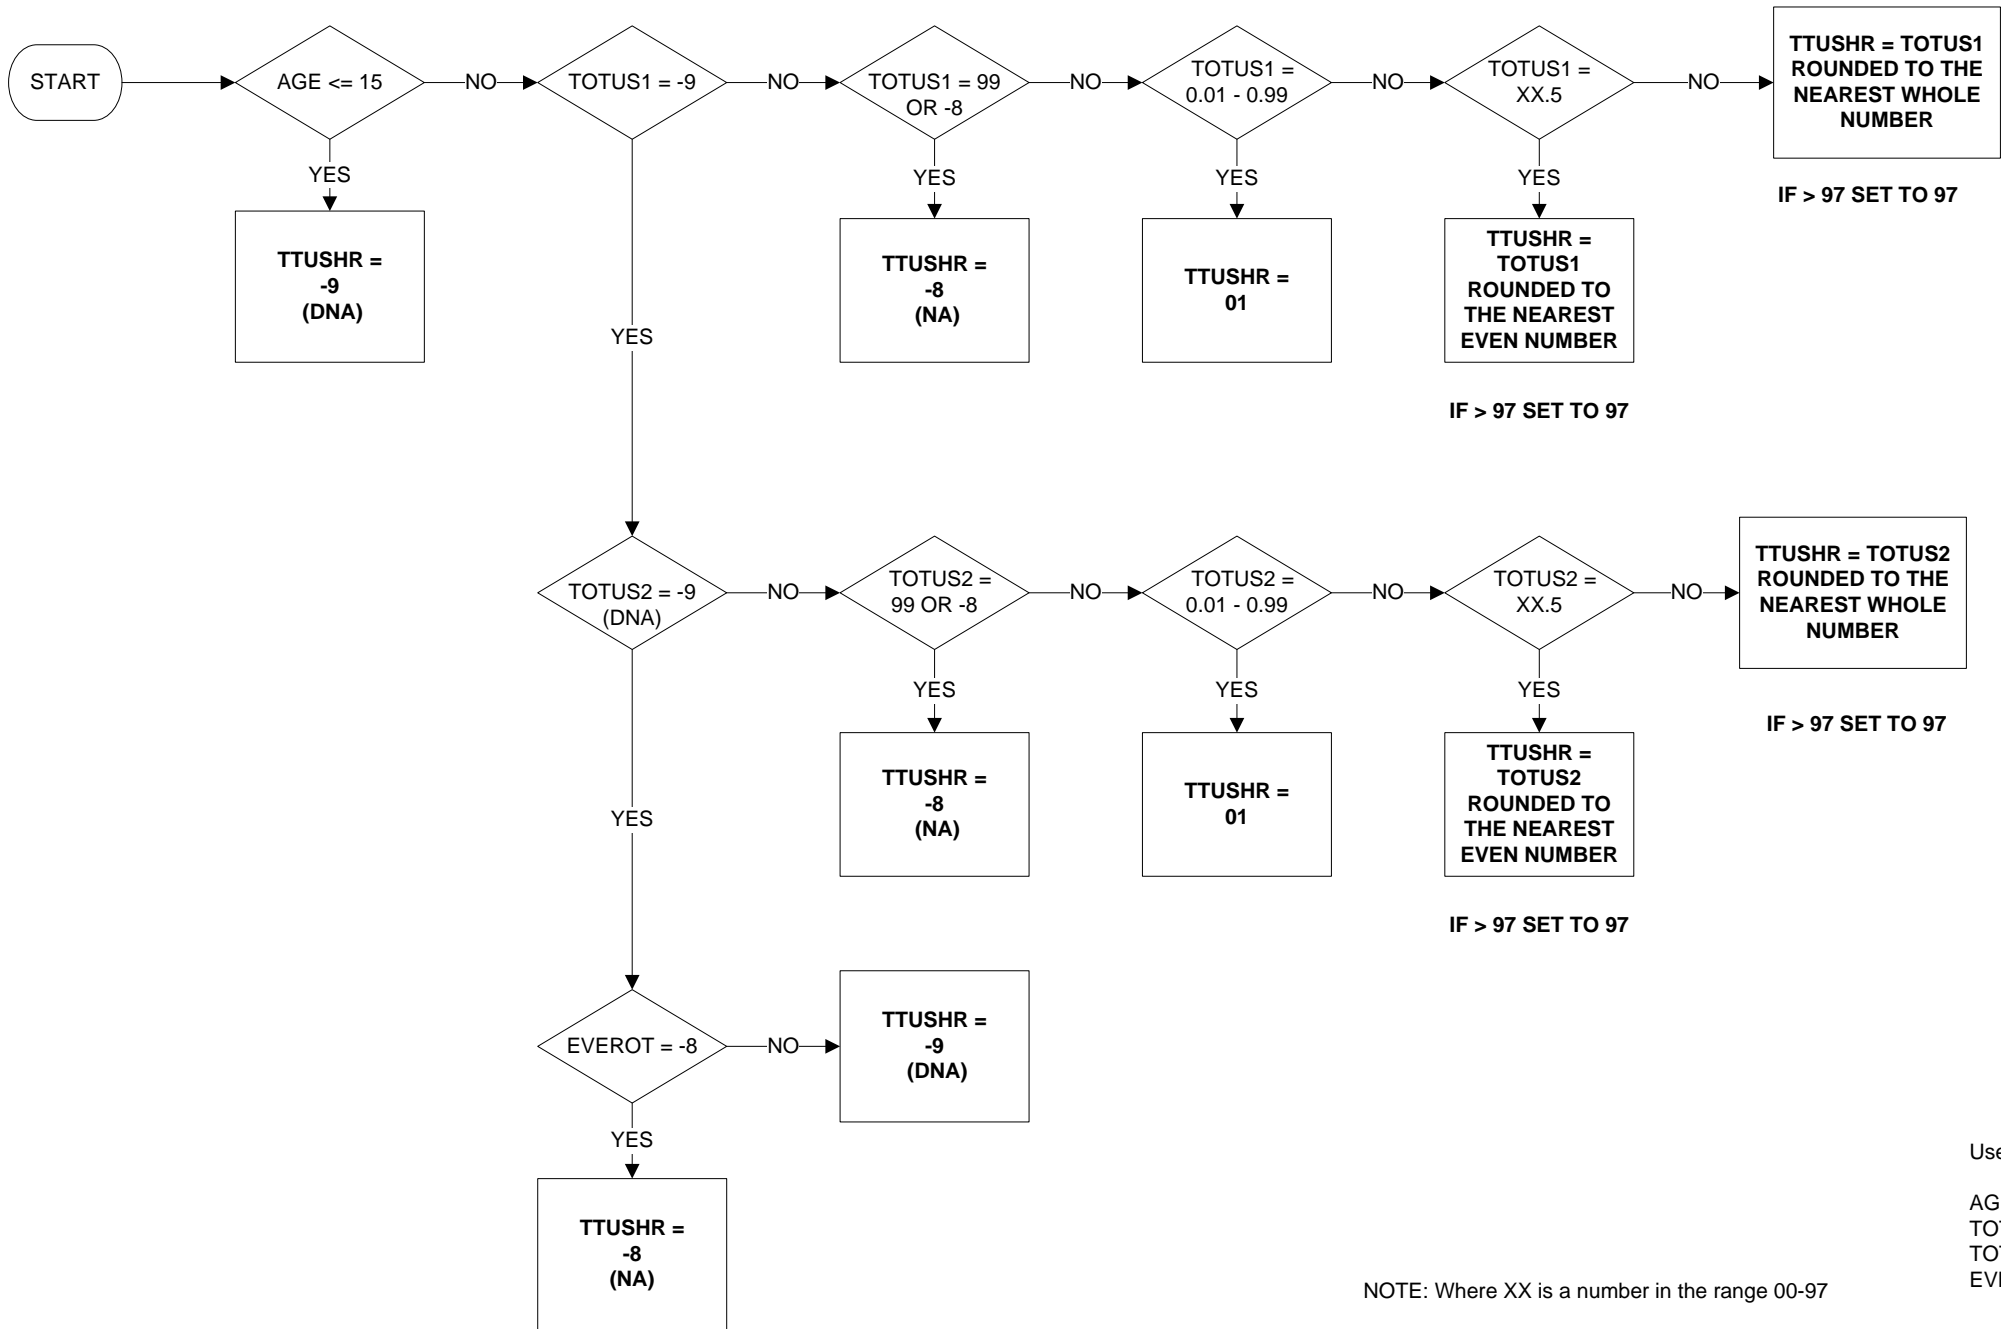 START
AGE <= 15
NO
TOTUS1 = -9
NO
TOTUS1 = 99
OR -8
NO
TOTUS1 =
0.01 - 0.99
NO
TOTUS1 =
XX.5
NO
TTUSHR = TOTUS1
ROUNDED TO THE
NEAREST WHOLE
NUMBER
IF > 97 SET TO 97
YES
YES
YES
YES
YES
TTUSHR =
-9
(DNA)
TTUSHR =
-8
(NA)
TTUSHR =
01
TTUSHR =
TOTUS1
ROUNDED TO
THE NEAREST
EVEN NUMBER
IF > 97 SET TO 97
TOTUS2 = -9
(DNA)
NO
TOTUS2 =
99 OR -8
NO
TOTUS2 =
0.01 - 0.99
NO
TOTUS2 =
XX.5
NO
TTUSHR = TOTUS2
ROUNDED TO THE
NEAREST WHOLE
NUMBER
IF > 97 SET TO 97
YES
YES
YES
YES
TTUSHR =
-8
(NA)
TTUSHR =
01
TTUSHR =
TOTUS2
ROUNDED TO
THE NEAREST
EVEN NUMBER
IF > 97 SET TO 97
EVEROT = -8
NO
TTUSHR =
-9
(DNA)
YES
TTUSHR =
-8
(NA)
NOTE: Where XX is a number in the range 00-97